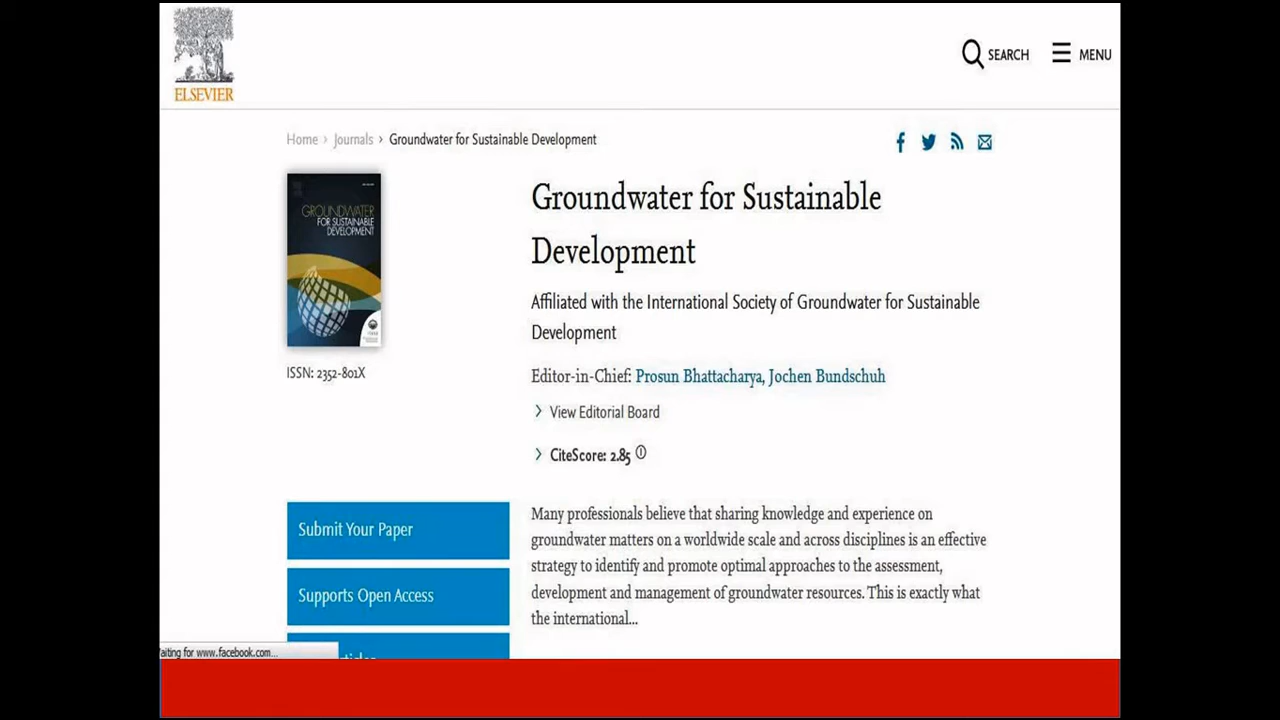 ELSEVIER
SEARCH
MENU
Home › Journals › Groundwater for Sustainable Development
GROUNDWATER
FOR SUSTAINABLE
DEVELOPMENT
ISSN: 2352-801X
Groundwater for Sustainable
Development
Affiliated with the International Society of Groundwater for Sustainable
Development
Editor-in-Chief: Prosun Bhattacharya, Jochen Bundschuh
View Editorial Board
CiteScore: 2.85
Submit Your Paper
Supports Open Access
Many professionals believe that sharing knowledge and experience on
groundwater matters on a worldwide scale and across disciplines is an effective
strategy to identify and promote optimal approaches to the assessment,
development and management of groundwater resources. This is exactly what
the international...
for www.facebook.com...